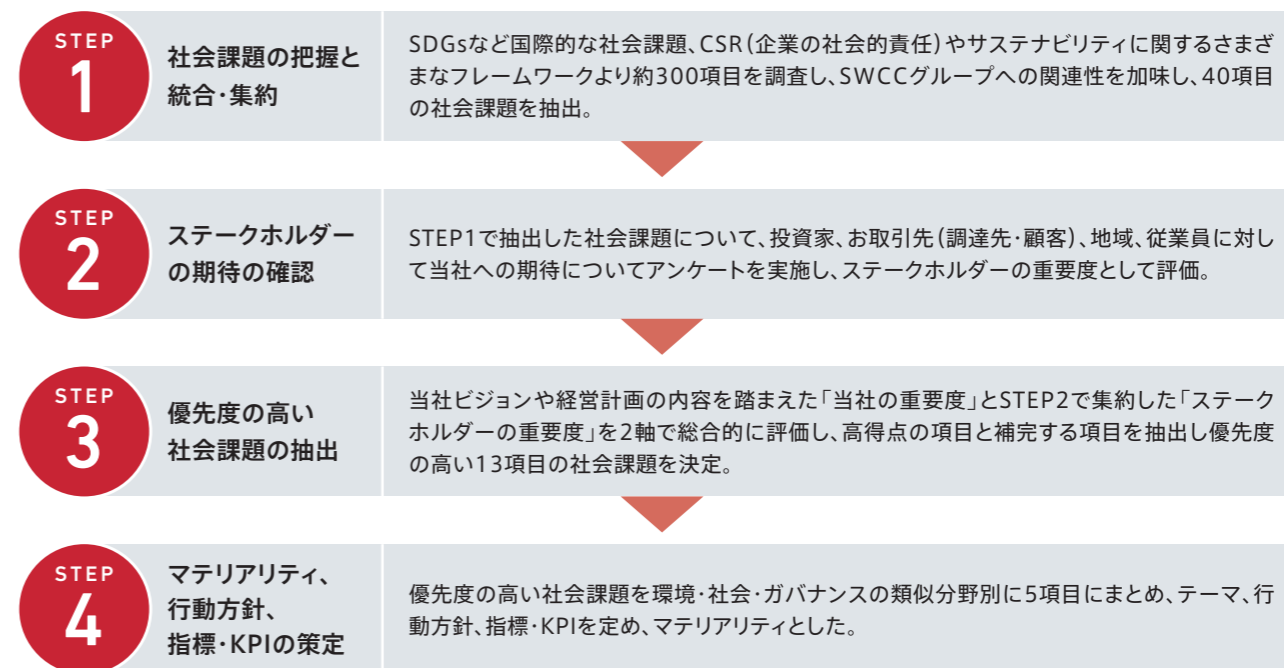 STEP
1
社会課題の把握と
統合・集約
SDGsなど国際的な社会課題、CSR(企業の社会的責任)やサステナビリティに関するさまざ
まなフレームワークより約300項目を調査し、SWCCグループへの関連性を加味し、40項目
の社会課題を抽出。
STEP
2
ステークホルダー
の期待の確認
STEP1で抽出した社会課題について、投資家、お取引先(調達先・顧客)、地域、従業員に対し
て当社への期待についてアンケートを実施し、ステークホルダーの重要度として評価。
STEP
3
優先度の高い
社会課題の抽出
当社ビジョンや経営計画の内容を踏まえた「当社の重要度」とSTEP2で集約した「ステーク
ホルダーの重要度」を2軸で総合的に評価し、高得点の項目と補完する項目を抽出し優先度
の高い13項目の社会課題を決定。
STEP
4
マテリアリティ、
行動方針、
指標・KPIの策定
優先度の高い社会課題を環境・社会・ガバナンスの類似分野別に5項目にまとめ、テーマ、行
動方針、指標・KPIを定め、マテリアリティとした。